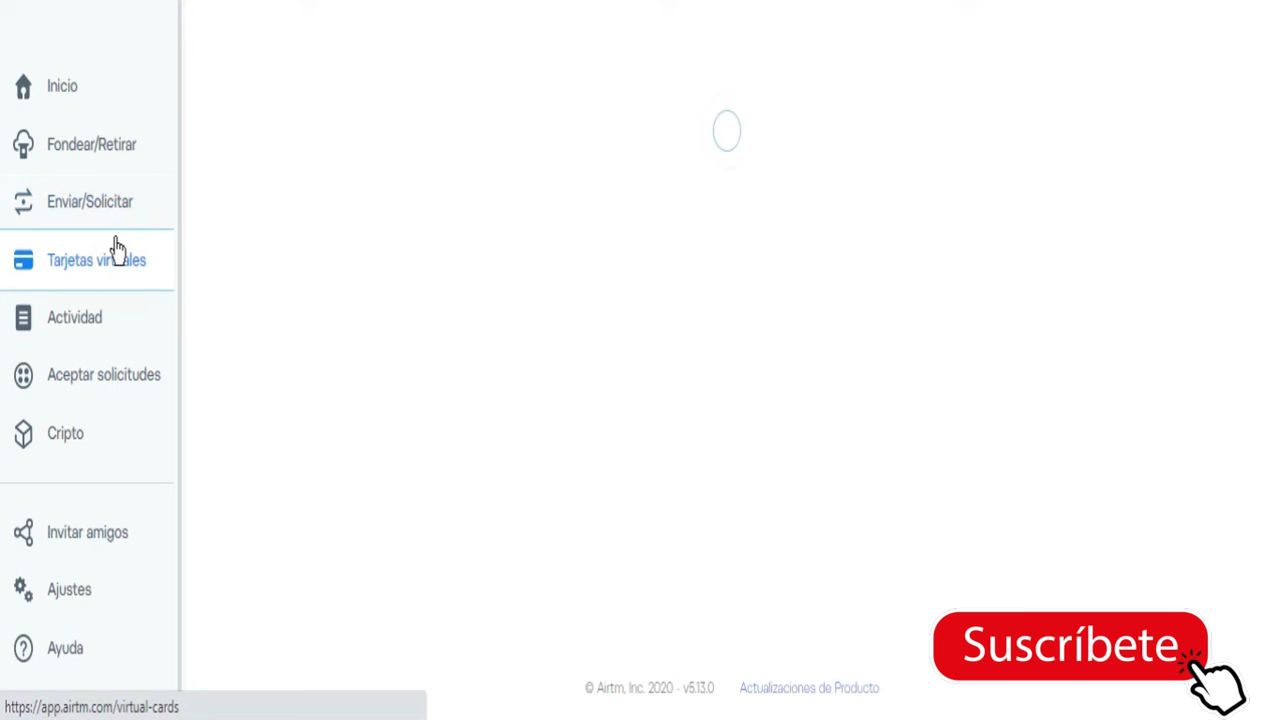 Inicio
Fondear/Retirar
Enviar/Solicitar
Tarjetas virtuales
Actividad
Aceptar solicitudes
Cripto
Invitar amigos
Ajustes
Ayuda
Suscríbete
© Airtm, Inc. 2020 - v5.13.0 Actualizaciones de Producto
https://app.airtm.com/virtual-cards